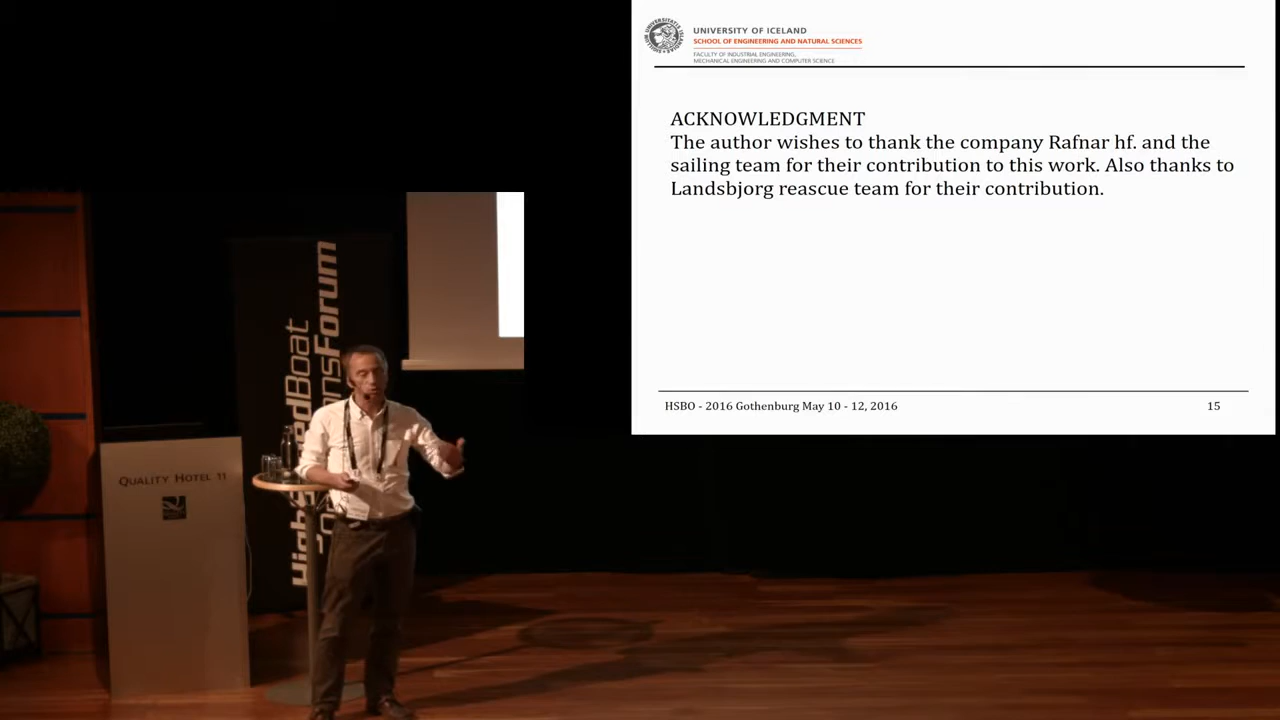 UNIVERSITY OF ICELAND
SCHOOL OF ENGINEERING AND NATURAL SCIENCES
FACULTY OF INDUSTRIAL ENGINEERING,
MECHANICAL ENGINEERING AND COMPUTER SCIENCE
ACKNOWLEDGMENT
The author wishes to thank the company Rafnar hf. and the
sailing team for their contribution to this work. Also thanks to
Landsbjorg reascue team for their contribution.
HSBO - 2016 Gothenburg May 10 - 12, 2016
15
Boat
Forum
QUALITY HOTEL 11